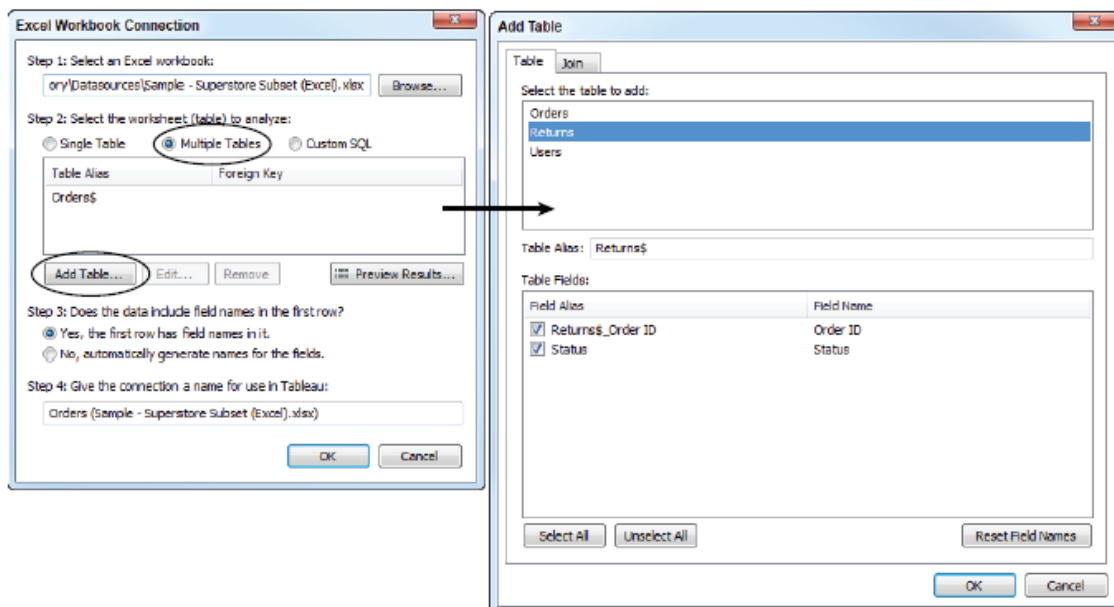 Excel Workbook Connection
Step 1: Select an Excel workbook:
ory\Datasources\Sample - Superstore Subset (Excel).xlsx Browse...
Step 2: Select the worksheet (table) to analyze:
Single Table Multiple Tables Custom SQL
Table Alias Foreign Key
Orders$
Add Table... Edit... Remove Preview Results...
Step 3: Does the data include field names in the first row?
Yes, the first row has field names in it.
No, automatically generate names for the fields.
Step 4: Give the connection a name for use in Tableau:
Orders (Sample - Superstore Subset (Excel).xlsx)
OK Cancel
Add Table
Table Join
Select the table to add:
Orders
Returns
Users
Table Alias: Returns$
Table Fields:
Field Alias Field Name
Returns$_Order ID Order ID
Status Status
Select All Unselect All Reset Field Names
OK Cancel